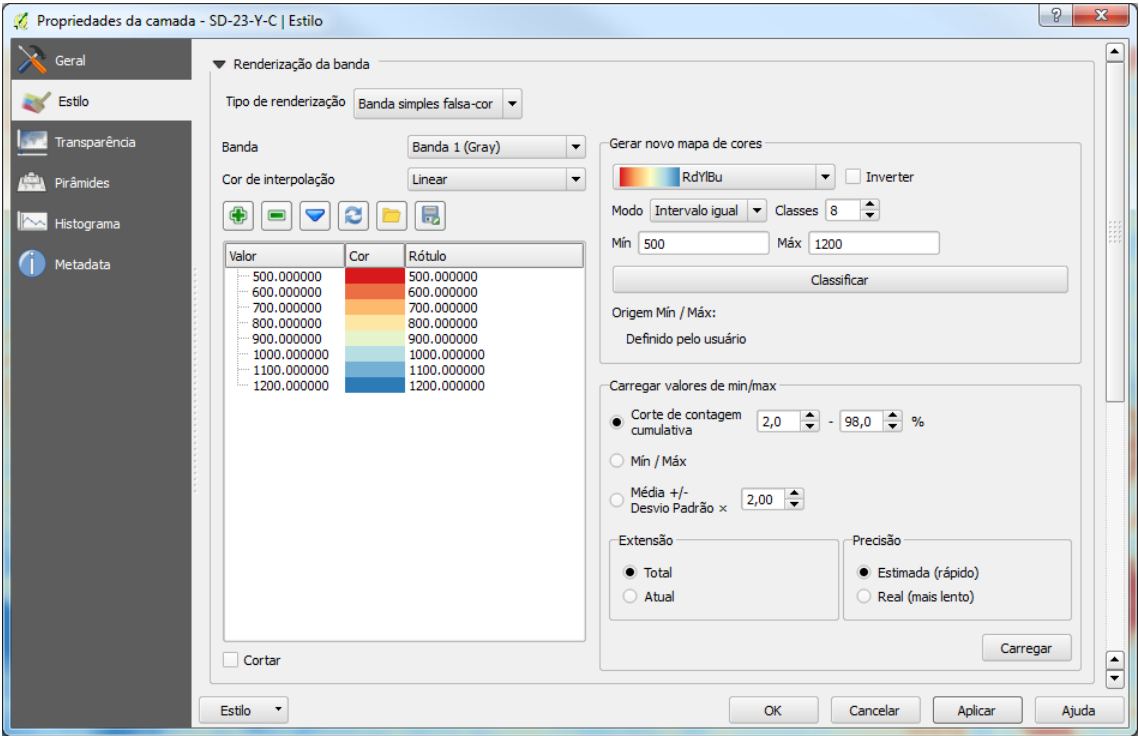 Propriedades da camada - SD-23-Y-C | Estilo
Geral
Estilo
Transparência
Pirâmides
Histograma
Metadata
Renderização da banda
Tipo de renderização Banda simples falsa-cor
Banda Banda 1 (Gray)
Cor de interpolação Linear
Valor Cor Rótulo
500.000000 500.000000
600.000000 600.000000
700.000000 700.000000
800.000000 800.000000
900.000000 900.000000
1000.000000 1000.000000
1100.000000 1100.000000
1200.000000 1200.000000
Cortar
Gerar novo mapa de cores
RdYlBu Inverter
Modo Intervalo igual Classes 8
Mín 500 Máx 1200
Classificar
Origem Mín / Máx:
Definido pelo usuário
Carregar valores de min/max
Corte de contagem
cumulativa 2,0 - 98,0 %
Mín / Máx
Média +/-
Desvio Padrão × 2,00
Extensão
Total
Atual
Precisão
Estimada (rápido)
Real (mais lento)
Carregar
Estilo OK Cancelar Aplicar Ajuda